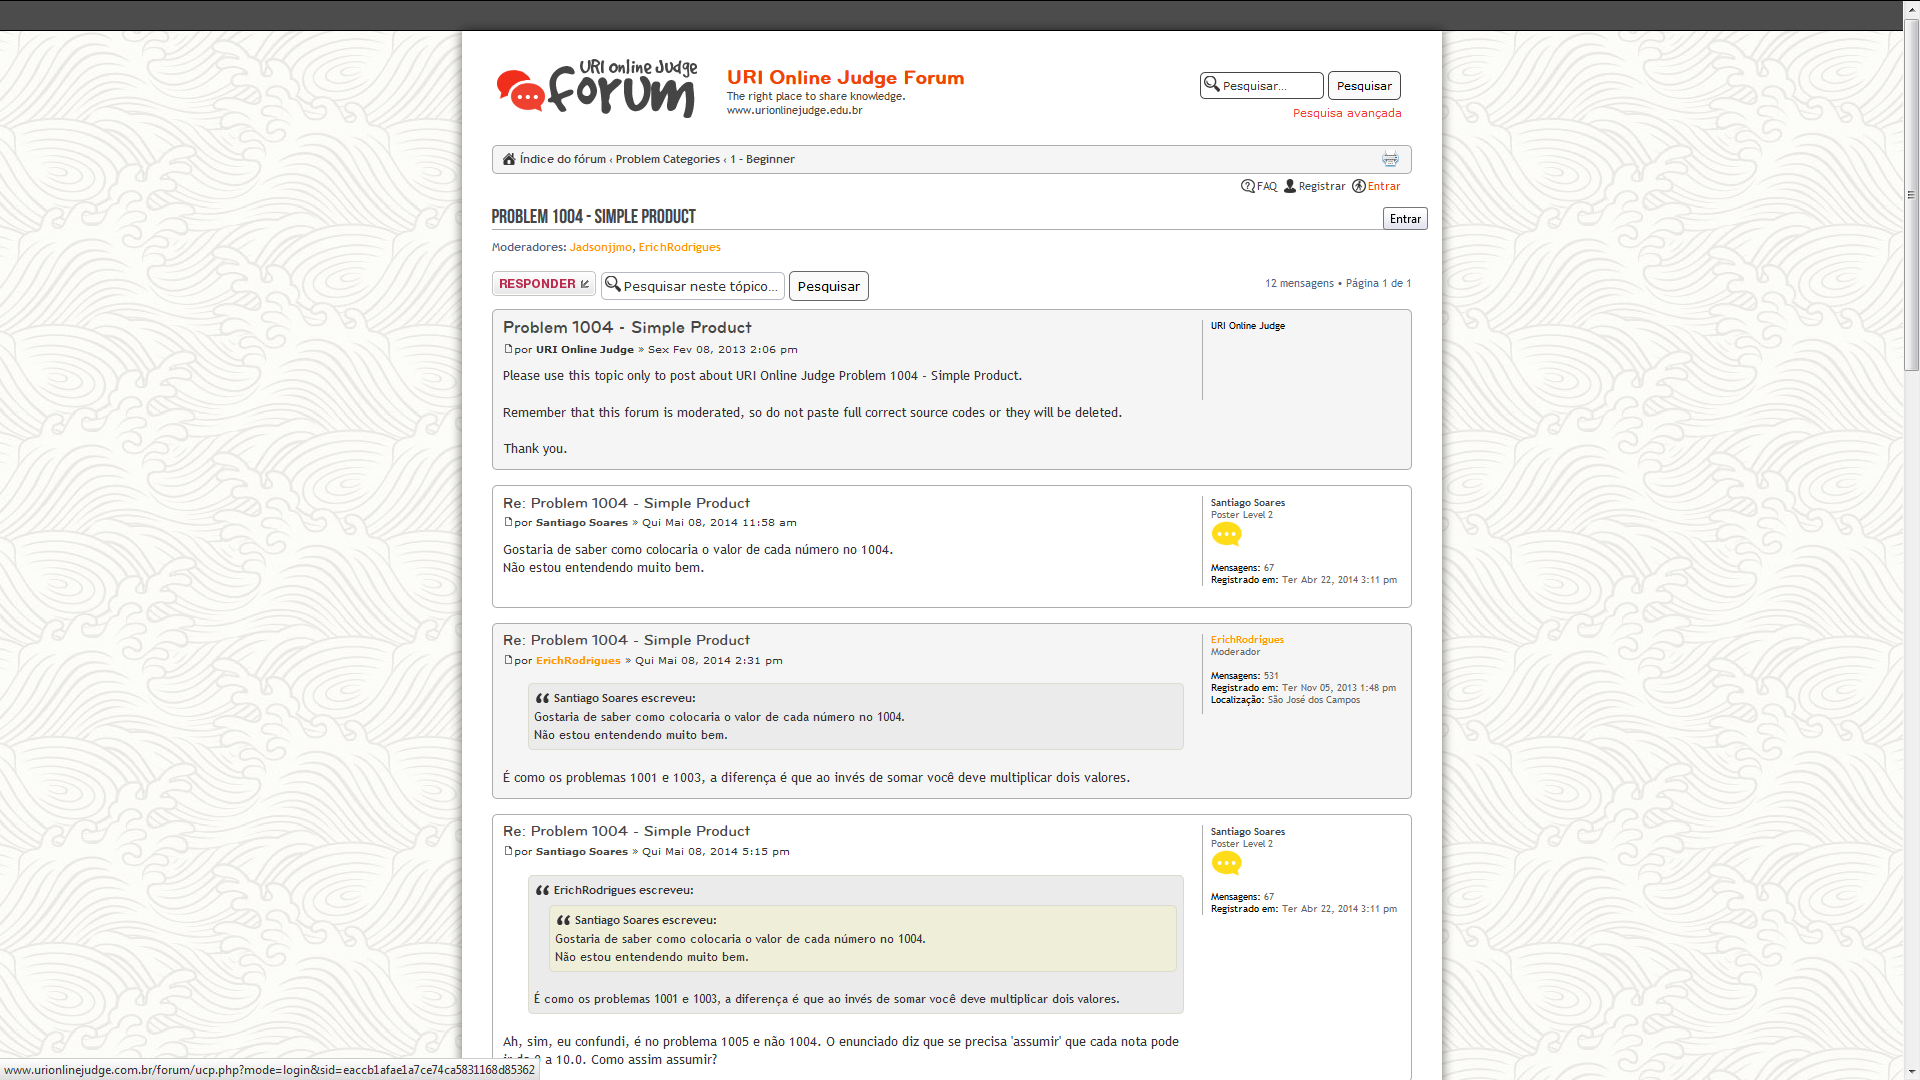 URI online Judge
forum
URI Online Judge Forum
The right place to share knowledge.
www.urionlinejudge.edu.br
Pesquisar...
Pesquisar
Pesquisa avançada
Índice do fórum ‹ Problem Categories ‹ 1 - Beginner
FAQ Registrar Entrar
PROBLEM 1004 - SIMPLE PRODUCT
Entrar
Moderadores: Jadsonjjmo, ErichRodrigues
RESPONDER
Pesquisar neste tópico...
Pesquisar
12 mensagens • Página 1 de 1
Problem 1004 - Simple Product
por URI Online Judge » Sex Fev 08, 2013 2:06 pm
Please use this topic only to post about URI Online Judge Problem 1004 - Simple Product.
Remember that this forum is moderated, so do not paste full correct source codes or they will be deleted.
Thank you.
URI Online Judge
Re: Problem 1004 - Simple Product
por Santiago Soares » Qui Mai 08, 2014 11:58 am
Gostaria de saber como colocaria o valor de cada número no 1004.
Não estou entendendo muito bem.
Santiago Soares
Poster Level 2
Mensagens: 67
Registrado em: Ter Abr 22, 2014 3:11 pm
Re: Problem 1004 - Simple Product
por ErichRodrigues » Qui Mai 08, 2014 2:31 pm
Santiago Soares escreveu:
Gostaria de saber como colocaria o valor de cada número no 1004.
Não estou entendendo muito bem.
É como os problemas 1001 e 1003, a diferença é que ao invés de somar você deve multiplicar dois valores.
ErichRodrigues
Moderador
Mensagens: 531
Registrado em: Ter Nov 05, 2013 1:48 pm
Localização: São José dos Campos
Re: Problem 1004 - Simple Product
por Santiago Soares » Qui Mai 08, 2014 5:15 pm
ErichRodrigues escreveu:
Santiago Soares escreveu:
Gostaria de saber como colocaria o valor de cada número no 1004.
Não estou entendendo muito bem.
É como os problemas 1001 e 1003, a diferença é que ao invés de somar você deve multiplicar dois valores.
Ah, sim, eu confundi, é no problema 1005 e não 1004. O enunciado diz que se precisa 'assumir' que cada nota pode
a 10.0. Como assim assumir?
Santiago Soares
Poster Level 2
Mensagens: 67
Registrado em: Ter Abr 22, 2014 3:11 pm
www.urionlinejudge.com.br/forum/ucp.php?mode=login&sid=eaccb1afae1a7ce74ca5831168d85362